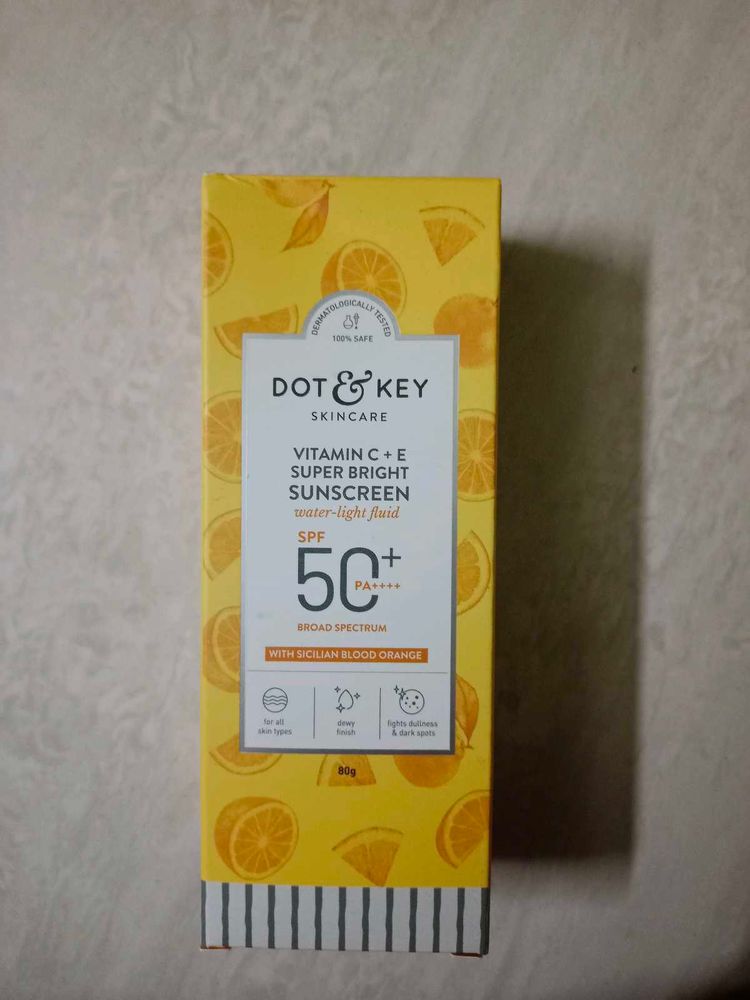 DERMATOLOGICALLY TESTED
100% SAFE
DOT & KEY
SKINCARE
VITAMIN C + E
SUPER BRIGHT
SUNSCREEN
water-light fluid
SPF
50+
PA++++
BROAD SPECTRUM
WITH SICILIAN BLOOD ORANGE
for all
skin types
dewy
finish
fights dullness
& dark spots
80g